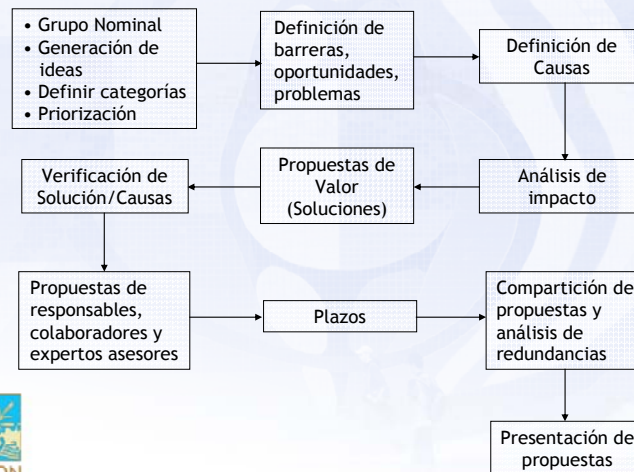 • Grupo Nominal
• Generación de
ideas
• Definir categorías
• Priorización
Definición de
barreras,
oportunidades,
problemas
Definición de
Causas
Verificación de
Solución/Causas
Propuestas de
Valor
(Soluciones)
Análisis de
impacto
Propuestas de
responsables,
colaboradores y
expertos asesores
Plazos
Compartición de
propuestas y
análisis de
redundancias
Presentación de
propuestas